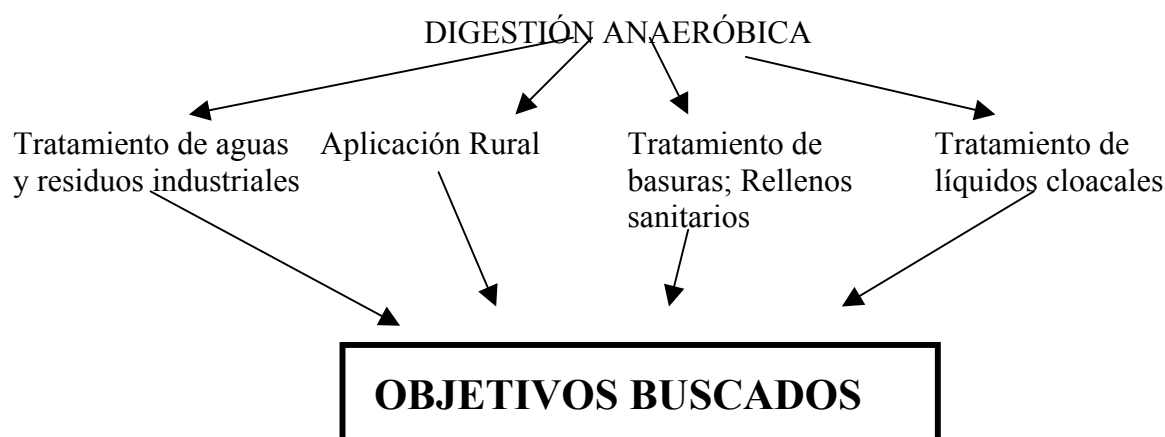 DIGESTIÓN ANAERÓBICA
Tratamiento de aguas
y residuos industriales
Aplicación Rural
Tratamiento de
basuras; Rellenos
sanitarios
Tratamiento de
líquidos cloacales
OBJETIVOS BUSCADOS